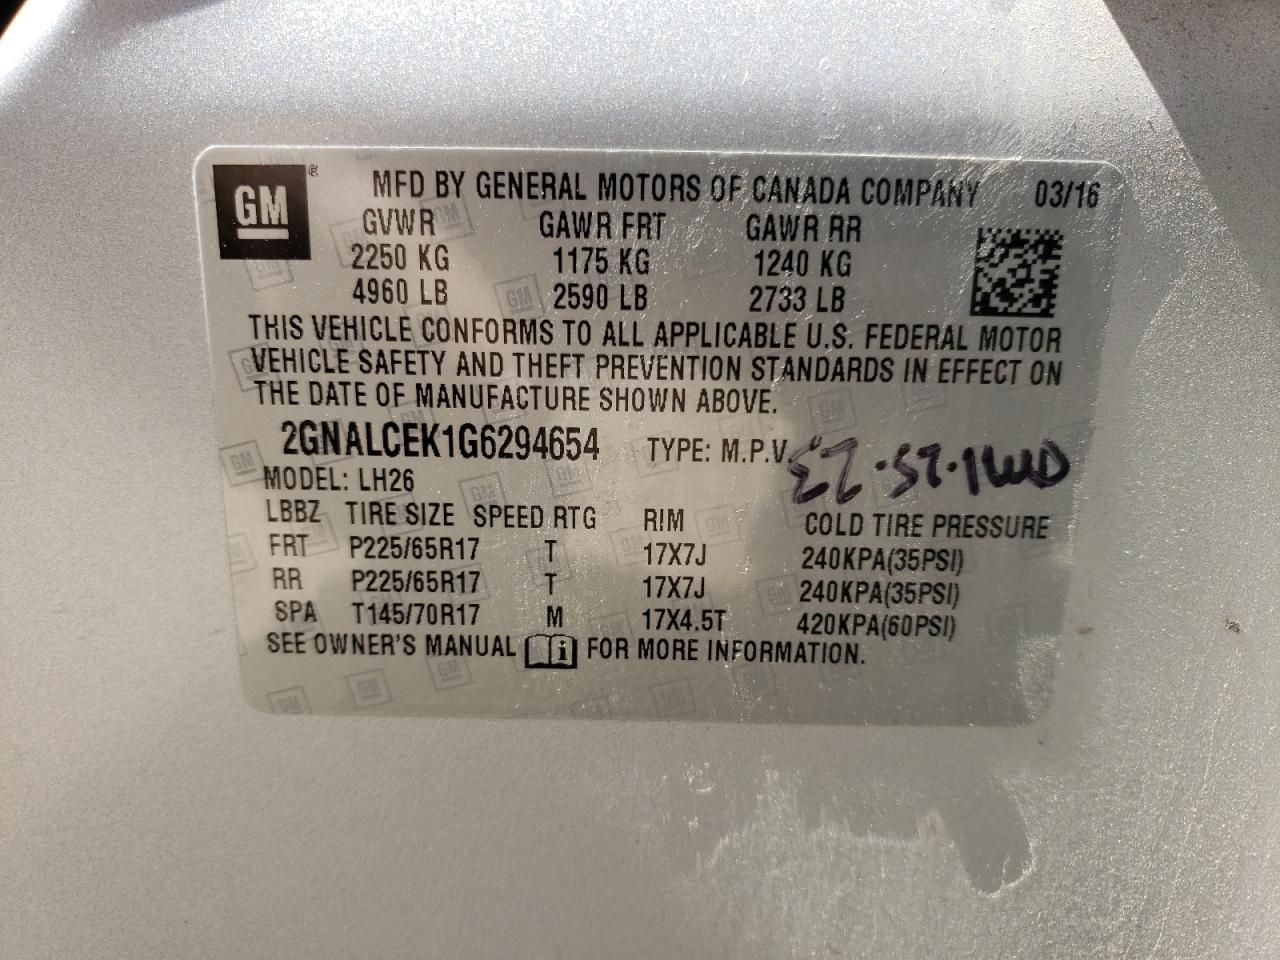 GM ® MFD BY GENERAL MOTORS OF CANADA COMPANY 03/16
GVWR GAWR FRT GAWR RR
2250 KG 1175 KG 1240 KG
4960 LB 2590 LB 2733 LB
THIS VEHICLE CONFORMS TO ALL APPLICABLE U.S. FEDERAL MOTOR
VEHICLE SAFETY AND THEFT PREVENTION STANDARDS IN EFFECT ON
THE DATE OF MANUFACTURE SHOWN ABOVE.
2GNALCEK1G6294654 TYPE: M.P.V.
MODEL: LH26
LBBZ TIRE SIZE SPEED RTG RIM COLD TIRE PRESSURE
FRT P225/65R17 T 17X7J 240KPA(35PSI)
RR P225/65R17 T 17X7J 240KPA(35PSI)
SPA T145/70R17 M 17X4.5T 420KPA(60PSI)
SEE OWNER'S MANUAL i FOR MORE INFORMATION.